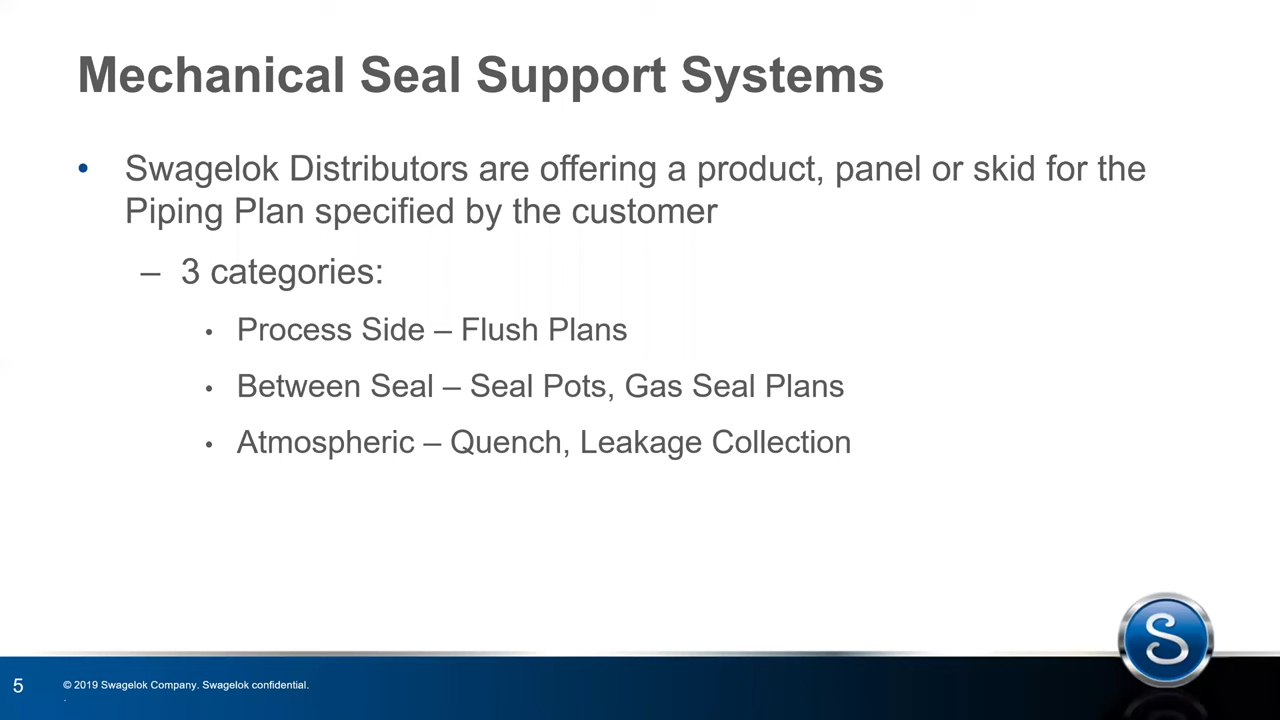 Mechanical Seal Support Systems
• Swagelok Distributors are offering a product, panel or skid for the
Piping Plan specified by the customer
– 3 categories:
• Process Side – Flush Plans
• Between Seal – Seal Pots, Gas Seal Plans
• Atmospheric – Quench, Leakage Collection
S
5
© 2019 Swagelok Company. Swagelok confidential.
.